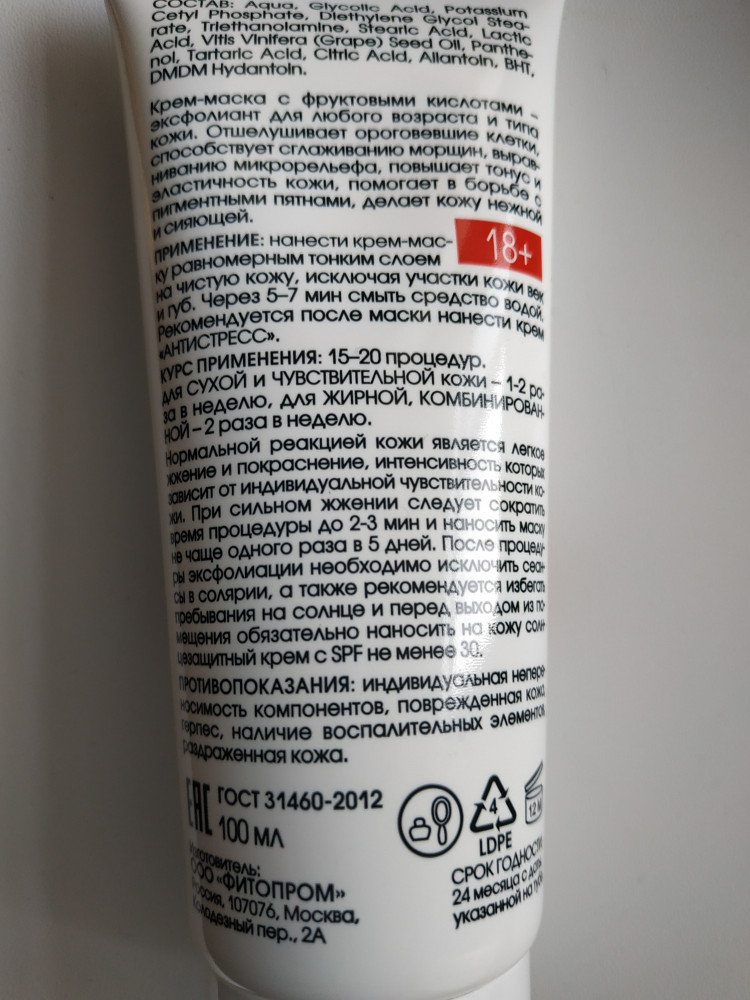 СОСТАВ: Aqua, Glycolic Acid, Potassium
Cetyl Phosphate, Diethylene Glycol Stea-
rate, Triethanolamine, Stearic Acid, Lactic
Acid, Vitis Vinifera (Grape) Seed Oil, Panthe-
nol, Tartaric Acid, Citric Acid, Allantoin, BHT,
DMDM Hydantoin.
Крем-маска с фруктовыми кислотами –
эксфолиант для любого возраста и типа
кожи. Отшелушивает ороговевшие клетки,
способствует сглаживанию морщин, вырав-
ниванию микрорельефа, повышает тонус и
эластичность кожи, помогает в борьбе с
пигментными пятнами, делает кожу нежной
и сияющей.
ПРИМЕНЕНИЕ: нанести крем-мас-
ку равномерным тонким слоем
18+
на чистую кожу, исключая участки кожи век
и губ. Через 5–7 мин смыть средство водой.
Рекомендуется после маски нанести крем
«АНТИСТРЕСС».
КУРС ПРИМЕНЕНИЯ: 15–20 процедур.
для СУХОЙ и ЧУВСТВИТЕЛЬНОЙ кожи – 1-2 ра-
за в неделю, для ЖИРНОЙ, КОМБИНИРОВАН-
НОЙ – 2 раза в неделю.
Нормальной реакцией кожи является легкое
жжение и покраснение, интенсивность которых
зависит от индивидуальной чувствительности ко-
жи. При сильном жжении следует сократить
время процедуры до 2-3 мин и наносить маску
не чаще одного раза в 5 дней. После процеду-
ры эксфолиации необходимо исключить сеан-
сы в солярии, а также рекомендуется избегать
пребывания на солнце и перед выходом из по-
мещения обязательно наносить на кожу солн-
цезащитный крем с SPF не менее 30.
ПРОТИВОПОКАЗАНИЯ: индивидуальная непере-
носимость компонентов, поврежденная кожа,
герпес, наличие воспалительных элементов,
раздраженная кожа.
ЕАС ГОСТ 31460-2012
100 МЛ
4
LDPE
12 М
Изготовитель:
ООО «ФИТОПРОМ»
Россия, 107076, Москва,
Колодезный пер., 2А
СРОК ГОДНОСТИ:
24 месяца с даты,
указанной на тубе